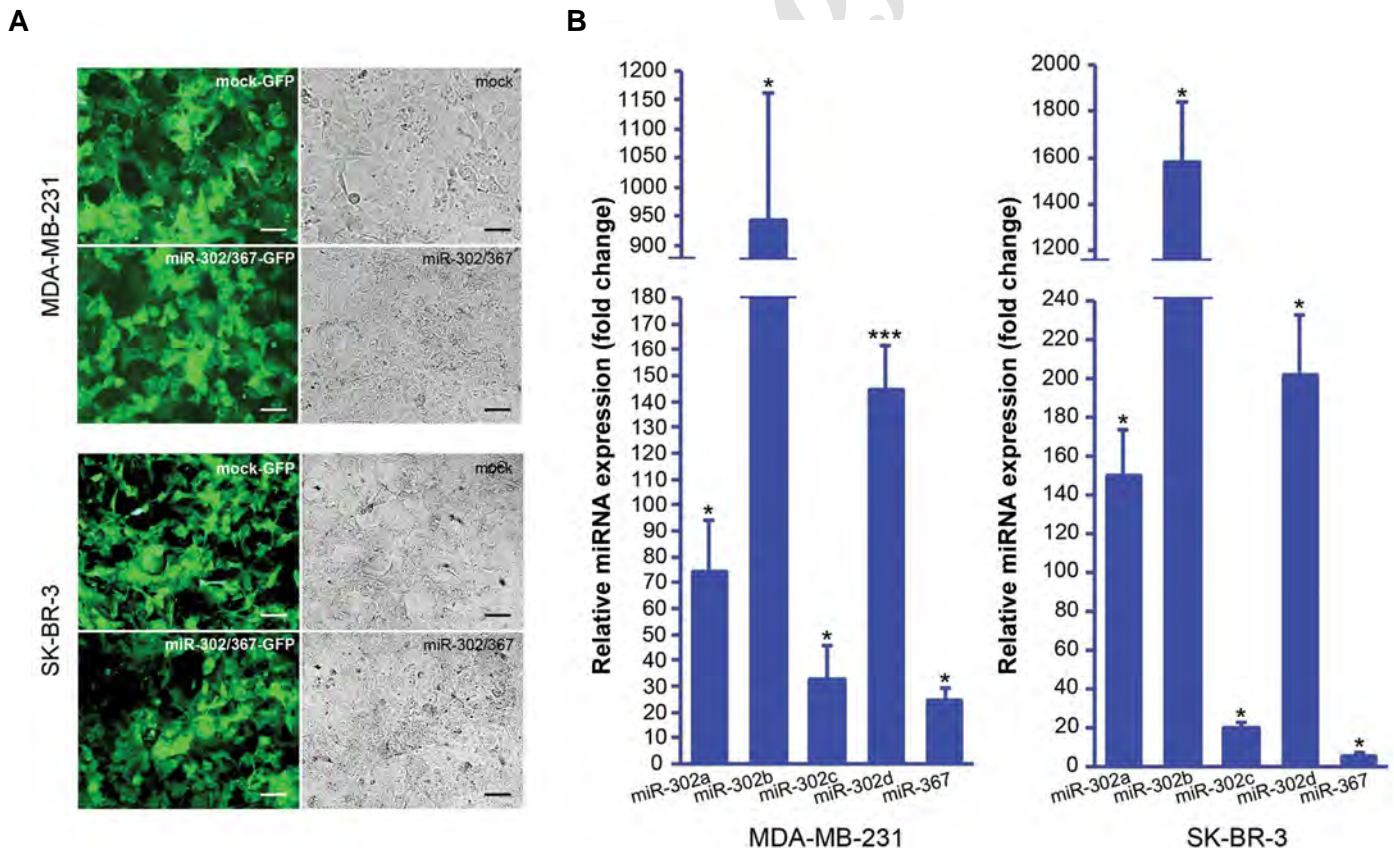 A
B
MDA-MB-231
mock-GFP
mock
miR-302/367-GFP
miR-302/367
SK-BR-3
mock-GFP
mock
miR-302/367-GFP
miR-302/367
Relative miRNA expression (fold change)
1200
1150
1100
1050
1000
950
900
180
170
160
150
140
130
120
110
100
90
80
70
60
50
40
30
20
10
0
*
*
*
***
*
miR-302a
miR-302b
miR-302c
miR-302d
miR-367
MDA-MB-231
Relative miRNA expression (fold change)
2000
1800
1600
1400
1200
240
220
200
180
160
140
120
100
80
60
40
20
0
*
*
*
*
*
miR-302a
miR-302b
miR-302c
miR-302d
miR-367
SK-BR-3